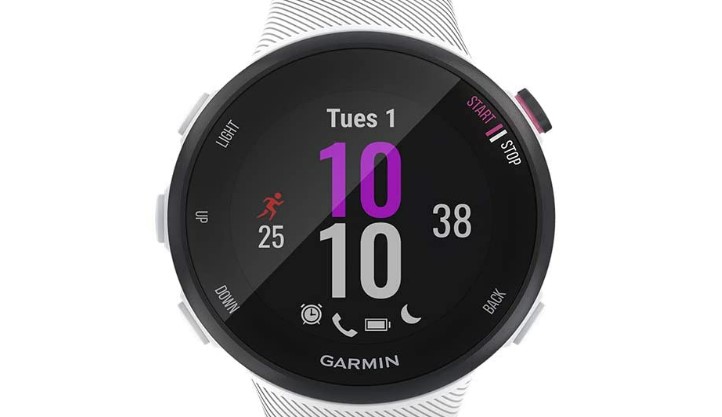 Tues 1
START
STOP
LIGHT
10
UP
25
38
10
DOWN
BACK
GARMIN